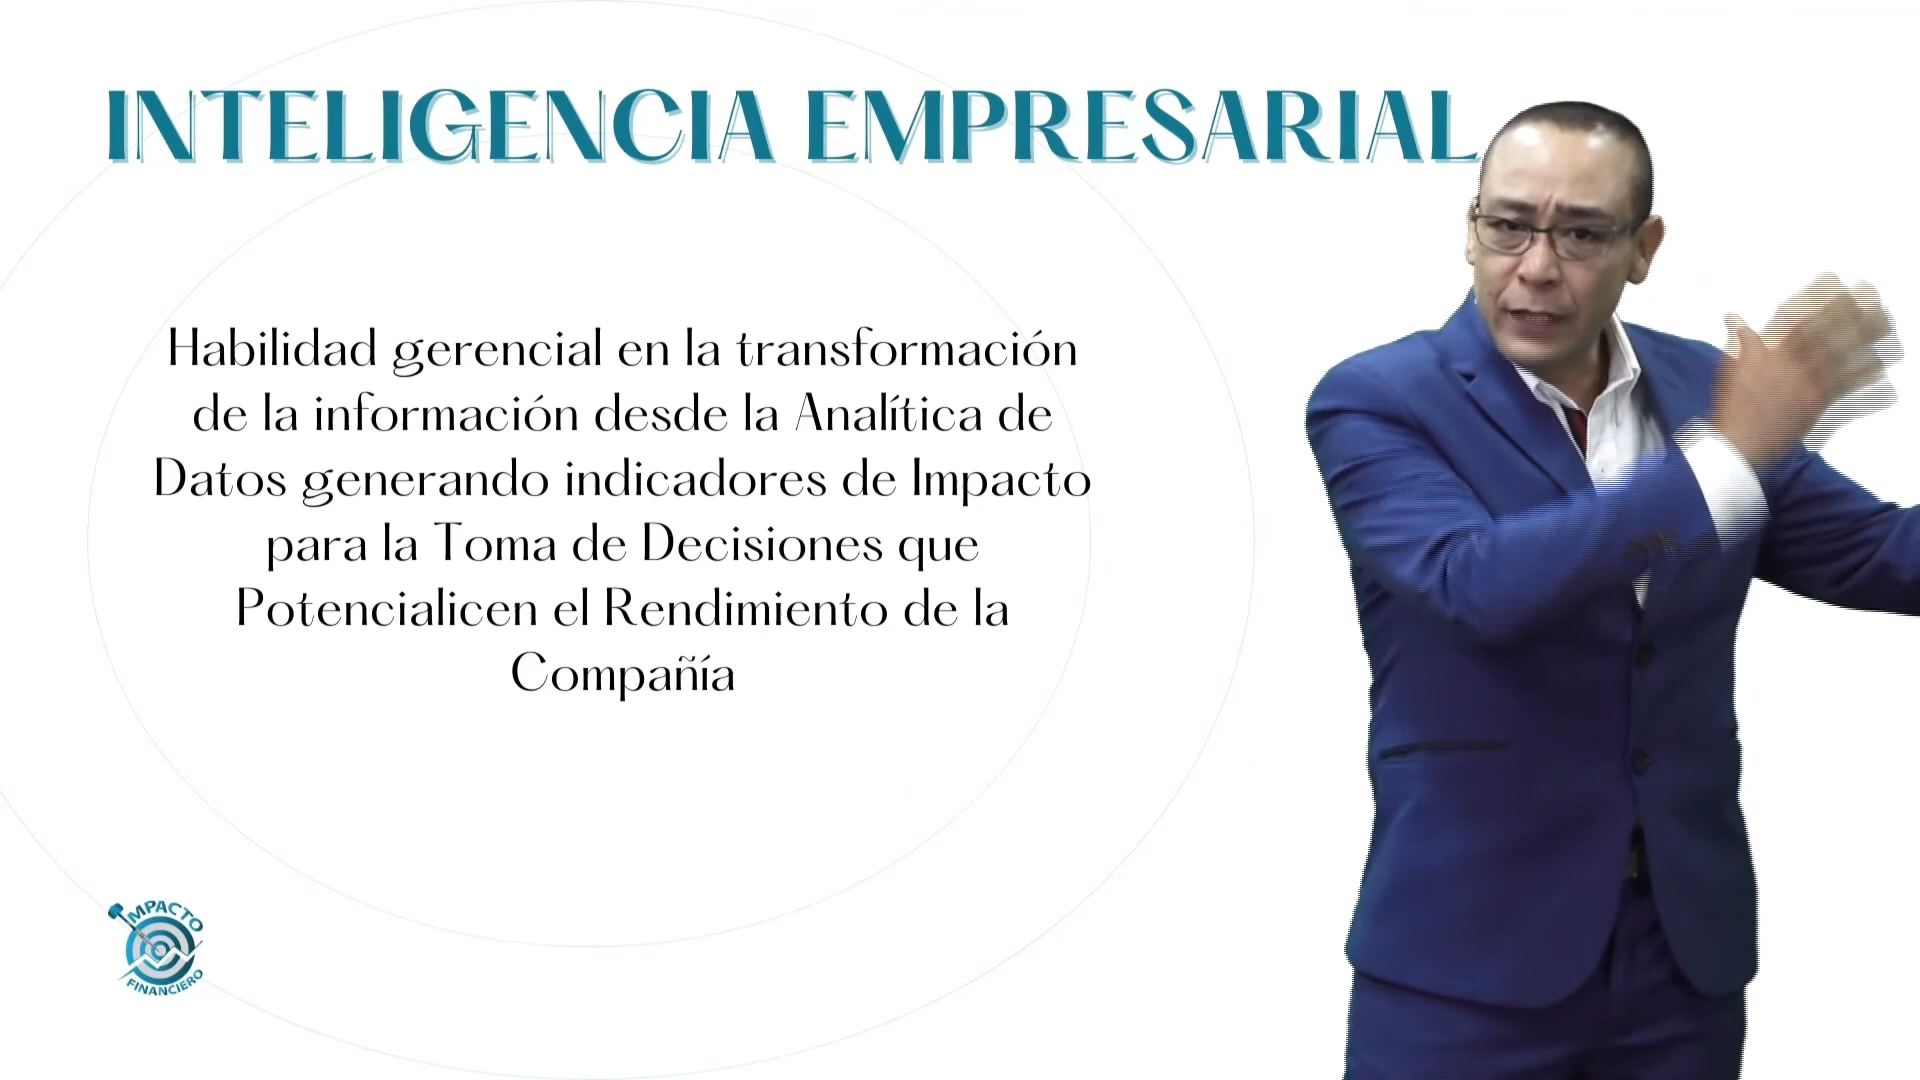 INTELIGENCIA EMPRESARIAL
Habilidad gerencial en la transformación
de la información desde la Analítica de
Datos generando indicadores de Impacto
para la Toma de Decisiones que
Potencialicen el Rendimiento de la
Compañía
IMPACTO
FINANCIERO